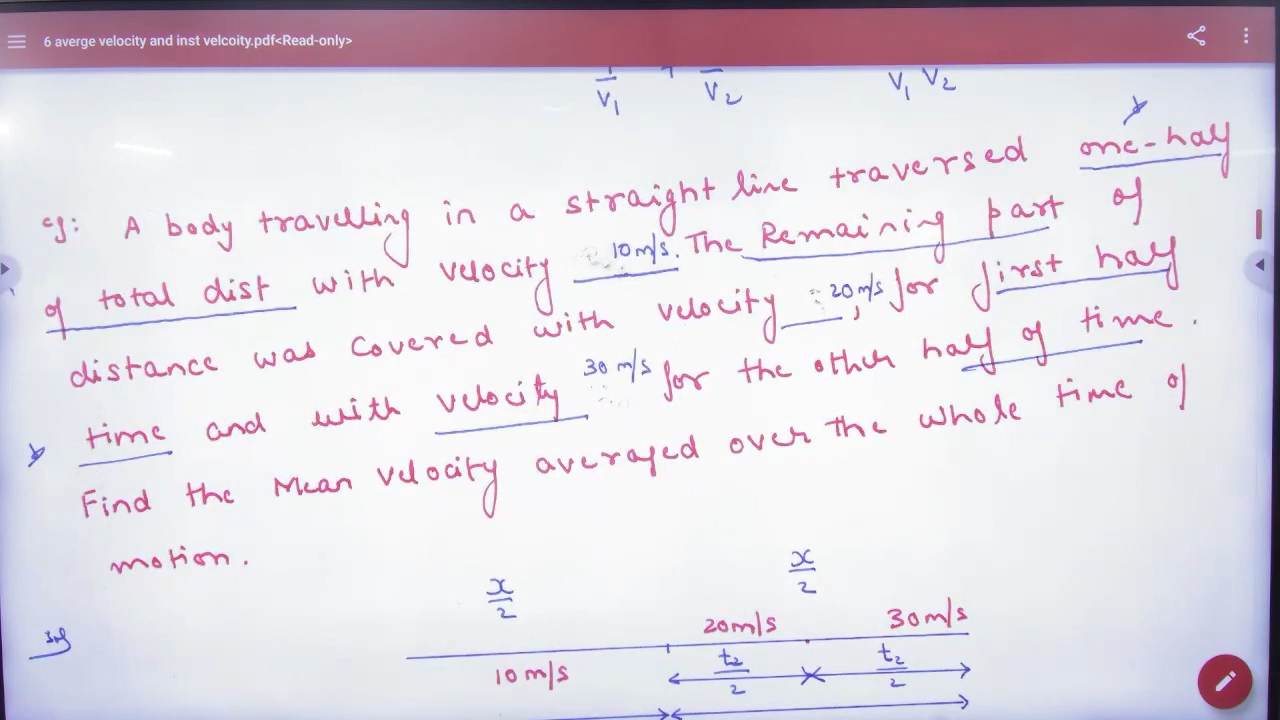 6 averge velocity and inst velcoity.pdf<Read-only>
V1 V2 V1 V2
eg: A body travelling in a straight line traversed one-half
of total dist with velocity 10m/s. The Remaining part of
distance was covered with velocity 20m/s, for first half
time and with velocity 30 m/s for the other half of time.
Find the Mean velocity averaged over the whole time of
motion.
x/2 x/2
Sol
20m/s 30m/s
10m/s t2/2 t2/2